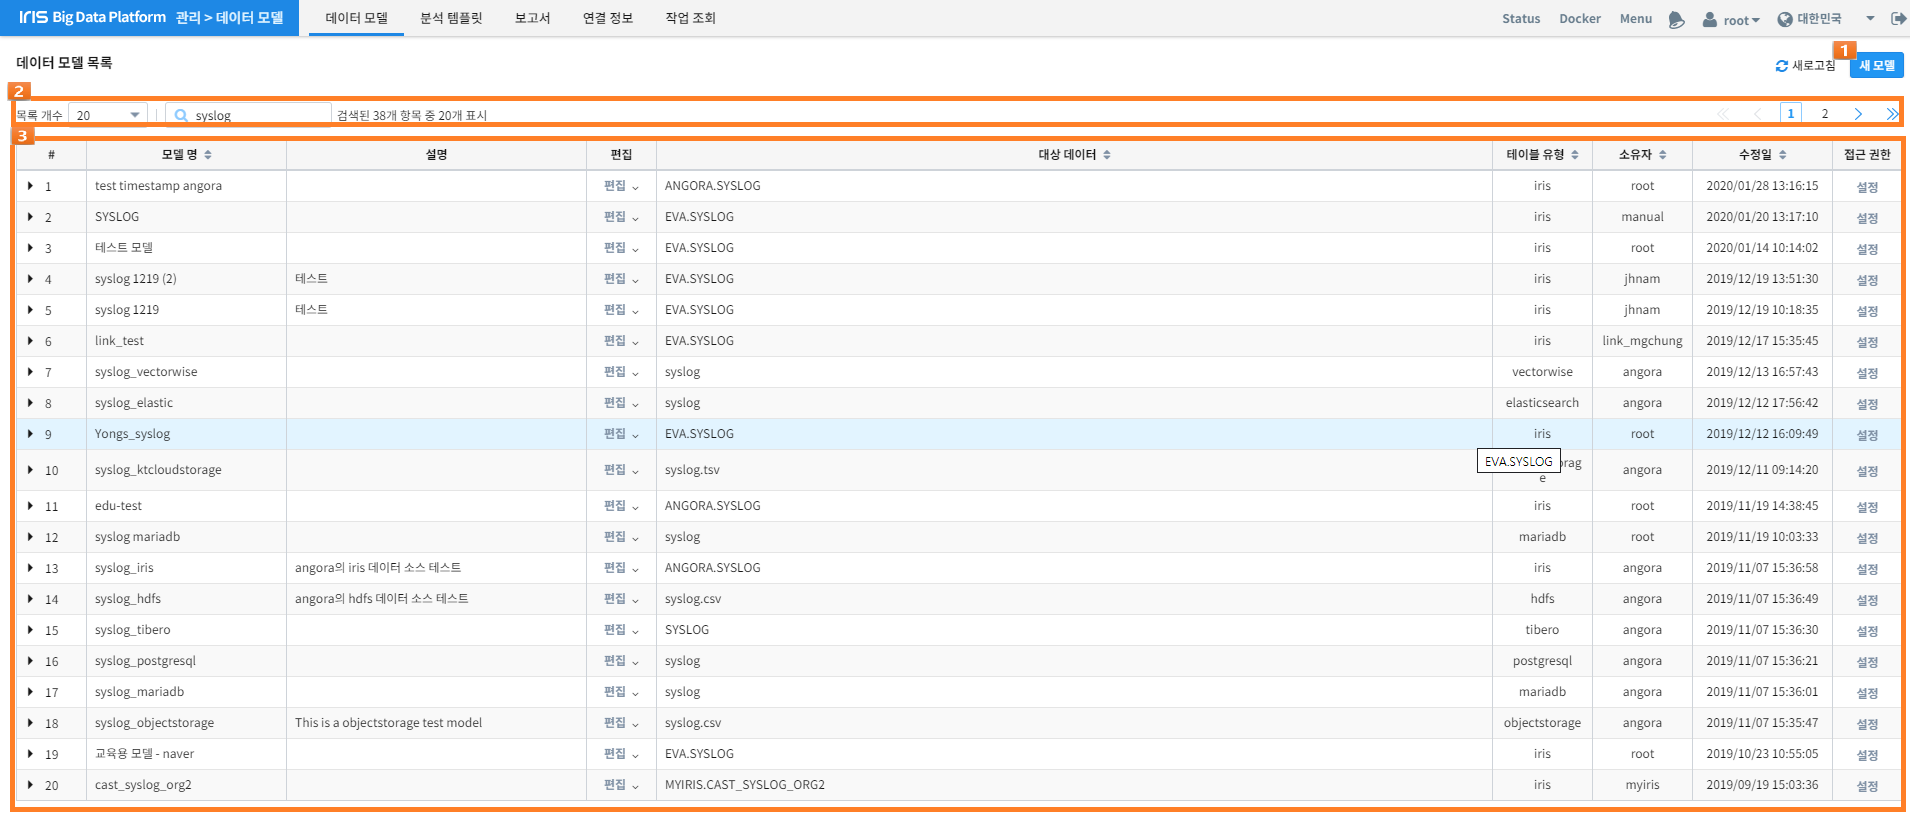 IRIS Big Data Platform 관리 > 데이터 모델 데이터 모델 분석 템플릿 보고서 연결 정보 작업 조회 Status Docker Menu root 대한민국
데이터 모델 목록 새로고침 1 새 모델
2
목록 개수 20 syslog 검색된 38개 항목 중 20개 표시 1 2
3
# 모델 명 설명 편집 대상 데이터 테이블 유형 소유자 수정일 접근 권한
1 test timestamp angora 편집 ANGORA.SYSLOG iris root 2020/01/28 13:16:15 설정
2 SYSLOG 편집 EVA.SYSLOG iris manual 2020/01/20 13:17:10 설정
3 테스트 모델 편집 EVA.SYSLOG iris root 2020/01/14 10:14:02 설정
4 syslog 1219 (2) 테스트 편집 EVA.SYSLOG iris jhnam 2019/12/19 13:51:30 설정
5 syslog 1219 테스트 편집 EVA.SYSLOG iris jhnam 2019/12/19 10:18:35 설정
6 link_test 편집 EVA.SYSLOG iris link_mgchung 2019/12/17 15:35:45 설정
7 syslog_vectorwise 편집 syslog vectorwise angora 2019/12/13 16:57:43 설정
8 syslog_elastic 편집 syslog elasticsearch angora 2019/12/12 17:56:42 설정
9 Yongs_syslog 편집 EVA.SYSLOG iris root 2019/12/12 16:09:49 설정
EVA.SYSLOG
10 syslog_ktcloudstorage 편집 syslog.tsv angora 2019/12/11 09:14:20 설정
11 edu-test 편집 ANGORA.SYSLOG iris root 2019/11/19 14:38:45 설정
12 syslog mariadb 편집 syslog mariadb root 2019/11/19 10:03:33 설정
13 syslog_iris angora의 iris 데이터 소스 테스트 편집 ANGORA.SYSLOG iris angora 2019/11/07 15:36:58 설정
14 syslog_hdfs angora의 hdfs 데이터 소스 테스트 편집 syslog.csv hdfs angora 2019/11/07 15:36:49 설정
15 syslog_tibero 편집 SYSLOG tibero angora 2019/11/07 15:36:30 설정
16 syslog_postgresql 편집 syslog postgresql angora 2019/11/07 15:36:21 설정
17 syslog_mariadb 편집 syslog mariadb angora 2019/11/07 15:36:01 설정
18 syslog_objectstorage This is a objectstorage test model 편집 syslog.csv objectstorage angora 2019/11/07 15:35:47 설정
19 교육용 모델 - naver 편집 EVA.SYSLOG iris root 2019/10/23 10:55:05 설정
20 cast_syslog_org2 편집 MYIRIS.CAST_SYSLOG_ORG2 iris myiris 2019/09/19 15:03:36 설정